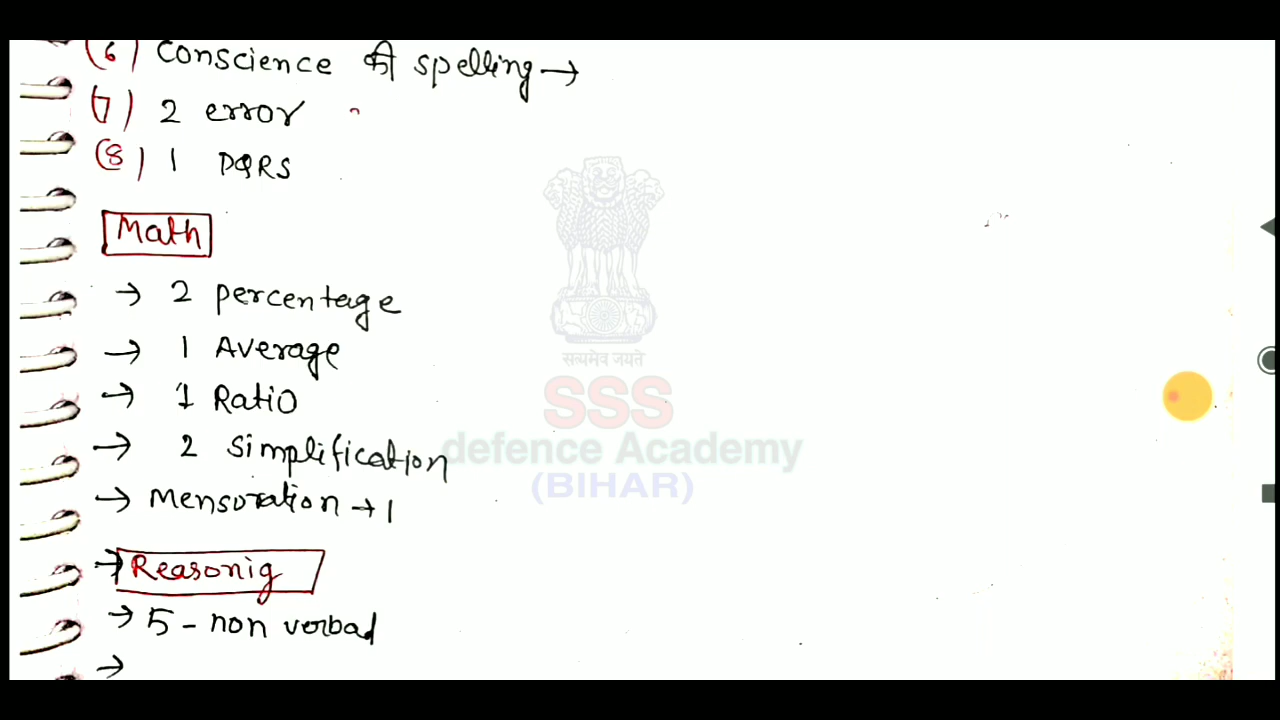 (6) Conscience की spelling →
(7) 2 error
(8) 1 PQRS
Math
→ 2 percentage
→ 1 Average
→ 1 Ratio
→ 2 Simplification
→ Mensoration → 1
→ Reasonig
→ 5 - non verbal
→
सत्यमेव जयते
SSS
defence Academy
(BIHAR)